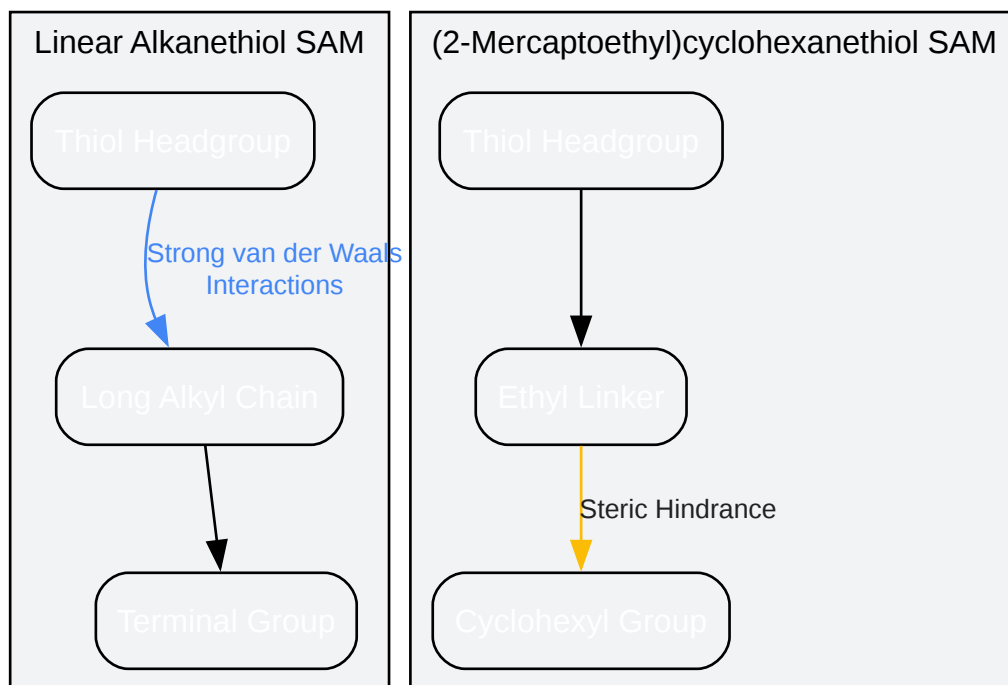 Linear Alkanethiol SAM
Thiol Headgroup
Strong van der Waals
Interactions
Long Alkyl Chain
Terminal Group
(2-Mercaptoethyl)cyclohexanethiol SAM
Thiol Headgroup
Ethyl Linker
Steric Hindrance
Cyclohexyl Group